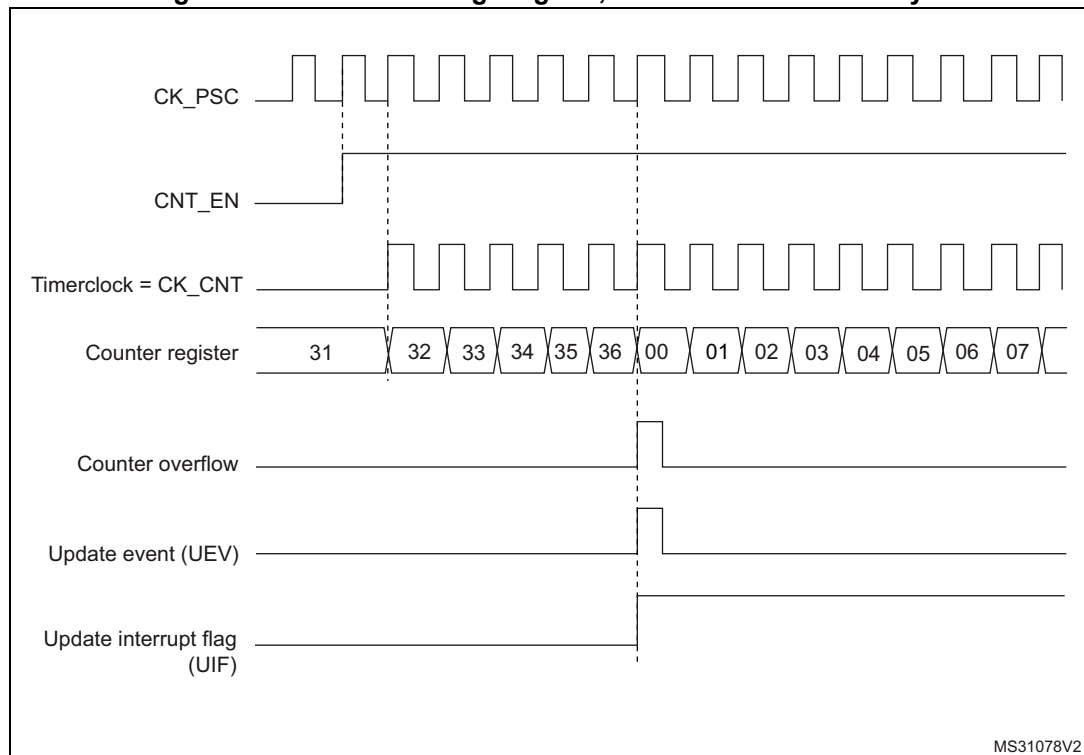 CK_PSC
CNT_EN
Timerclock = CK_CNT
Counter register 31 32 33 34 35 36 00 01 02 03 04 05 06 07
Counter overflow
Update event (UEV)
Update interrupt flag
(UIF)
MS31078V2